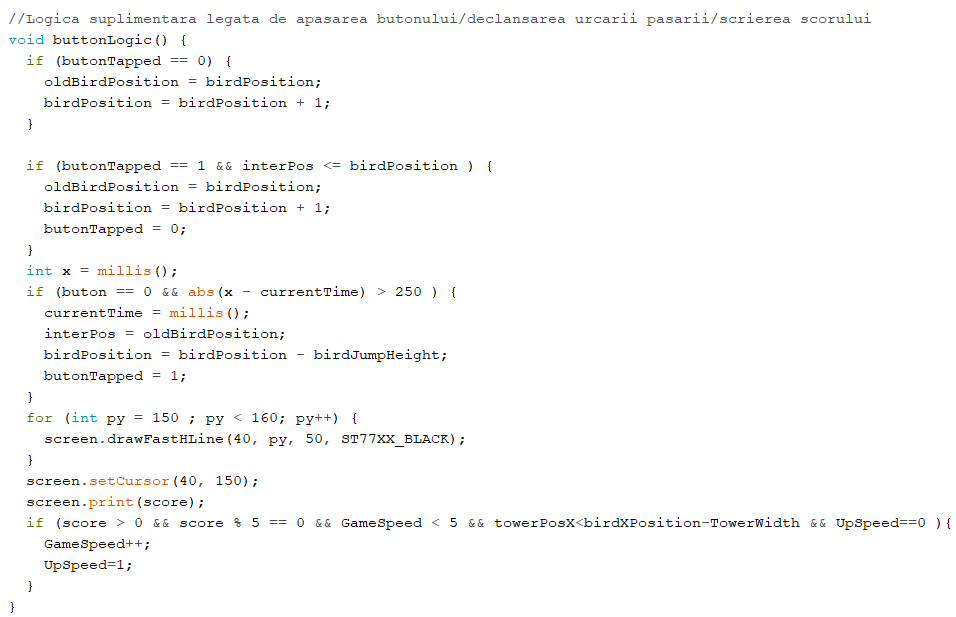 //Logica suplimentara legata de apasarea butonului/declansarea urcarii pasarii/scrierea scorului
void buttonLogic() {
  if (butonTapped == 0) {
    oldBirdPosition = birdPosition;
    birdPosition = birdPosition + 1;
  }

  if (butonTapped == 1 && interPos <= birdPosition ) {
    oldBirdPosition = birdPosition;
    birdPosition = birdPosition + 1;
    butonTapped = 0;
  }
  int x = millis();
  if (buton == 0 && abs(x - currentTime) > 250 ) {
    currentTime = millis();
    interPos = oldBirdPosition;
    birdPosition = birdPosition - birdJumpHeight;
    butonTapped = 1;
  }
  for (int py = 150 ; py < 160; py++) {
    screen.drawFastHLine(40, py, 50, ST77XX_BLACK);
  }
  screen.setCursor(40, 150);
  screen.print(score);
  if (score > 0 && score % 5 == 0 && GameSpeed < 5 && towerPosX<birdXPosition-TowerWidth && UpSpeed==0 ){
    GameSpeed++;
    UpSpeed=1;
  }
}